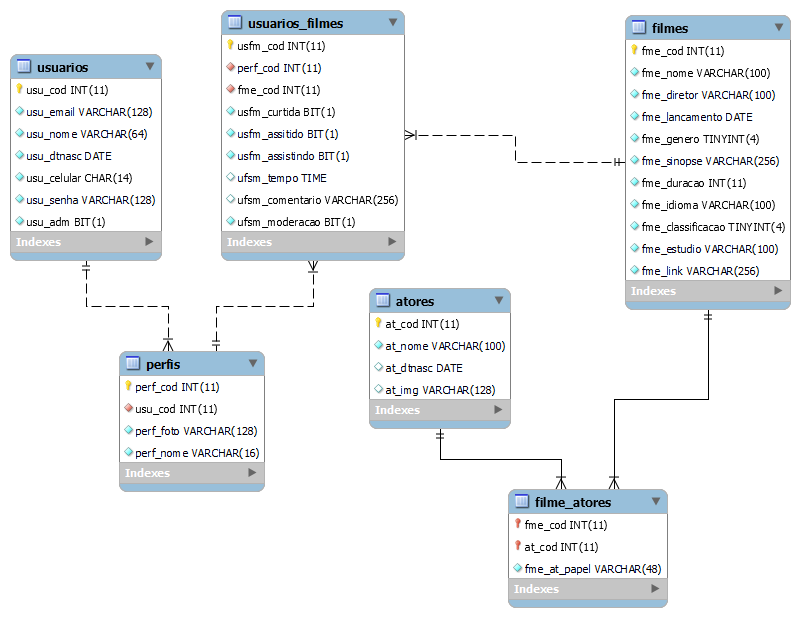 usuarios
usu_cod INT(11)
usu_email VARCHAR(128)
usu_nome VARCHAR(64)
usu_dtnasc DATE
usu_celular CHAR(14)
usu_senha VARCHAR(128)
usu_adm BIT(1)
Indexes
usuarios_filmes
usfm_cod INT(11)
perf_cod INT(11)
fme_cod INT(11)
usfm_curtida BIT(1)
usfm_assitido BIT(1)
usfm_assistindo BIT(1)
ufsm_tempo TIME
ufsm_comentario VARCHAR(256)
ufsm_moderacao BIT(1)
Indexes
filmes
fme_cod INT(11)
fme_nome VARCHAR(100)
fme_diretor VARCHAR(100)
fme_lancamento DATE
fme_genero TINYINT(4)
fme_sinopse VARCHAR(256)
fme_duracao INT(11)
fme_idioma VARCHAR(100)
fme_classificacao TINYINT(4)
fme_estudio VARCHAR(100)
fme_link VARCHAR(256)
Indexes
perfis
perf_cod INT(11)
usu_cod INT(11)
perf_foto VARCHAR(128)
perf_nome VARCHAR(16)
Indexes
atores
at_cod INT(11)
at_nome VARCHAR(100)
at_dtnasc DATE
at_img VARCHAR(128)
Indexes
filme_atores
fme_cod INT(11)
at_cod INT(11)
fme_at_papel VARCHAR(48)
Indexes